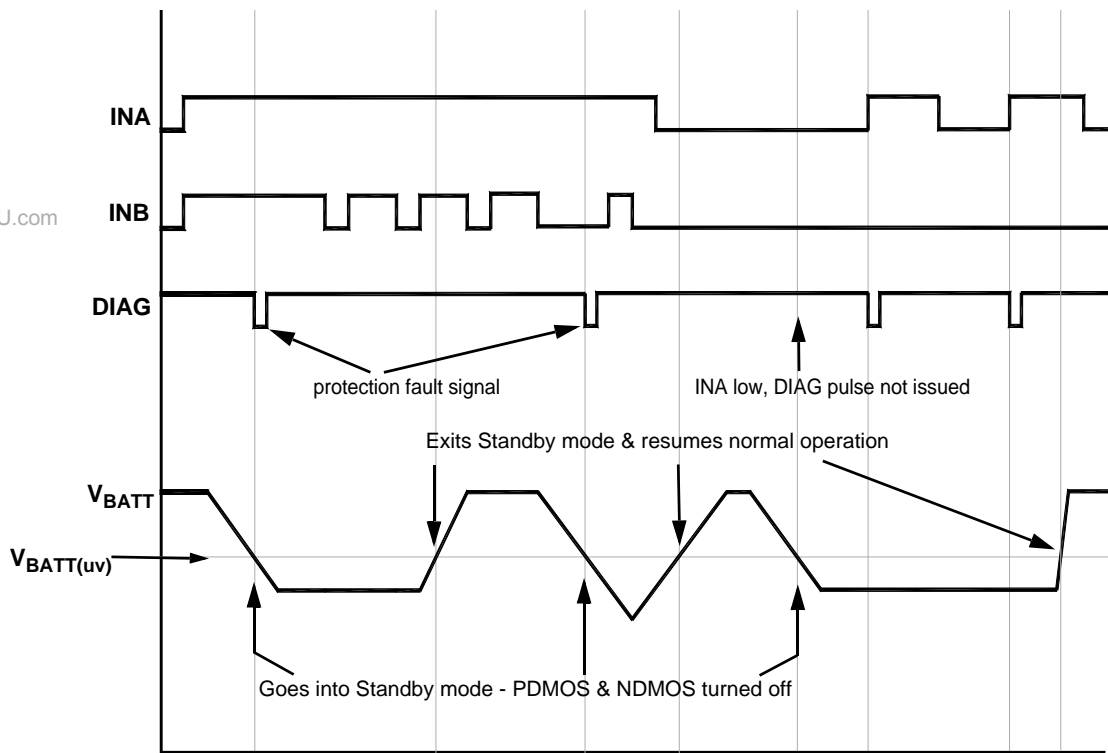 INA
J.com
INB
DIAG
protection fault signal
INA low, DIAG pulse not issued
Exits Standby mode & resumes normal operation
VBATT
VBATT(uv)
Goes into Standby mode - PDMOS & NDMOS turned off